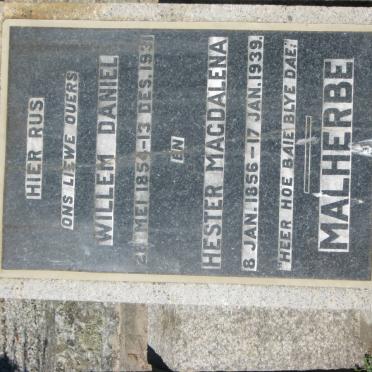 HIER RUS
ONS LIEWE OUERS
WILLEM DANIEL
MEI 1854–13 DES.
EN
HESTER MAGDALENA
8 JAN. 1856–17 JAN. 1939.
"HEER HOE BAIE BLYE DAE."
MALHERBE